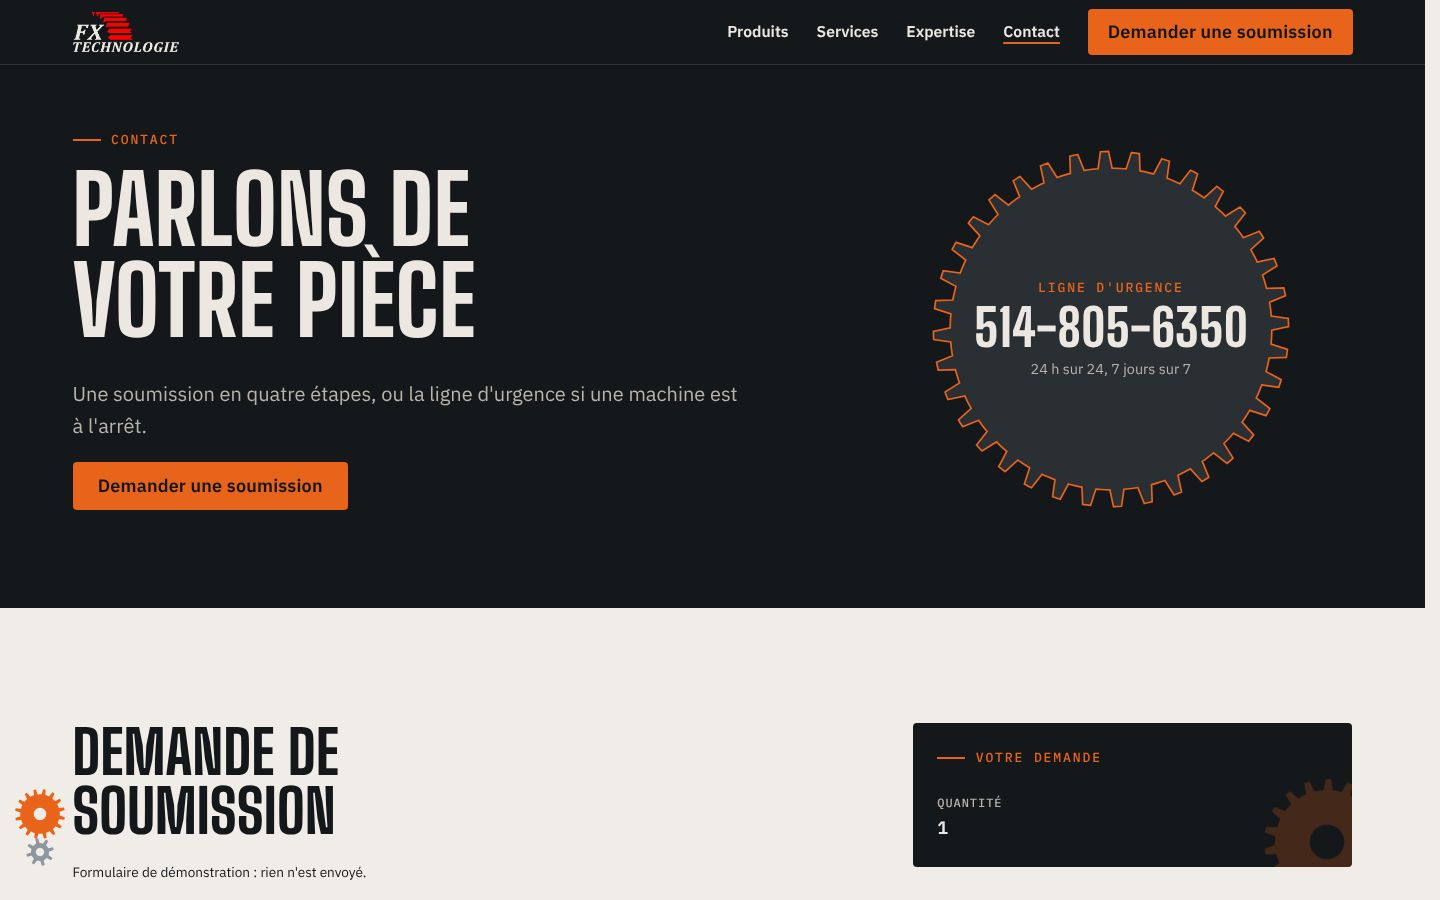 FX
TECHNOLOGIE
Produits
Services
Expertise
Contact
Demander une soumission
CONTACT
PARLONS DE
VOTRE PIÈCE
Une soumission en quatre étapes, ou la ligne d'urgence si une machine est
à l'arrêt.
Demander une soumission
LIGNE D'URGENCE
514-805-6350
24 h sur 24, 7 jours sur 7
DEMANDE DE
SOUMISSION
Formulaire de démonstration : rien n'est envoyé.
VOTRE DEMANDE
QUANTITÉ
1